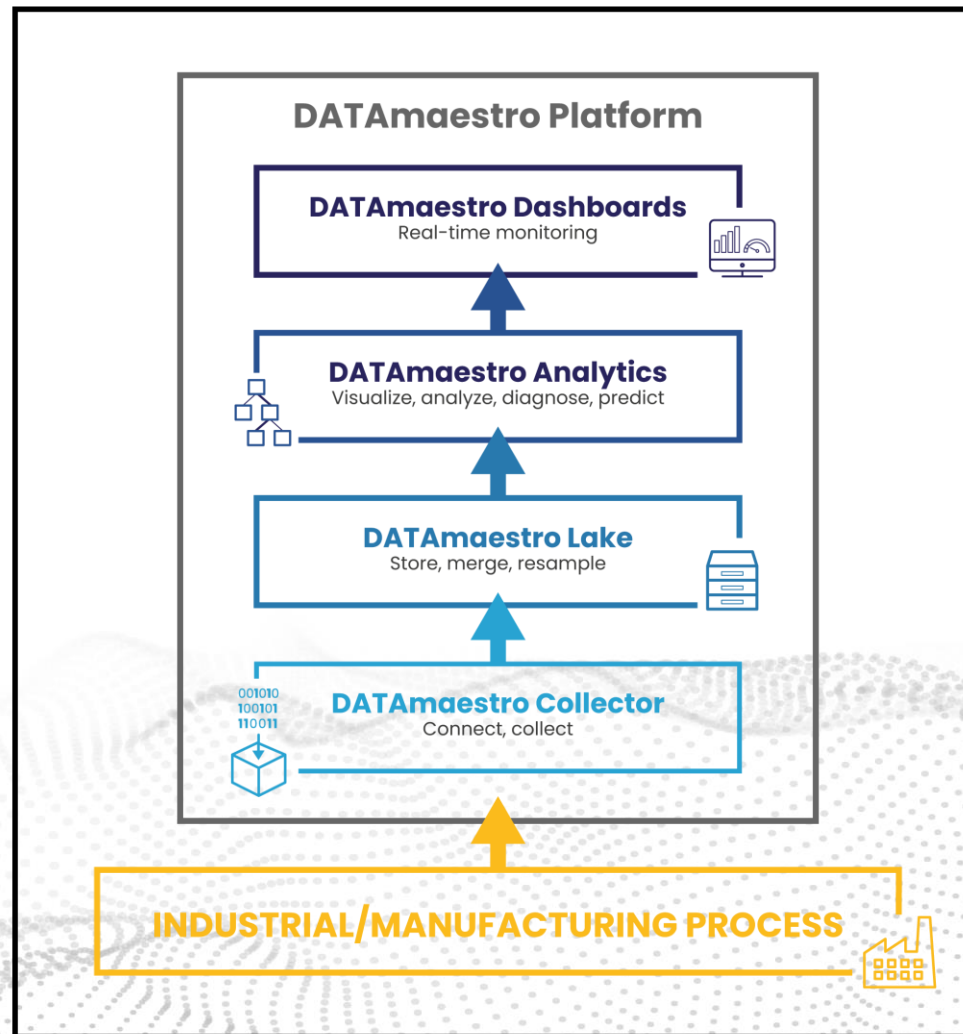 DATAmaestro Platform
DATAmaestro Dashboards
Real-time monitoring
DATAmaestro Analytics
Visualize, analyze, diagnose, predict
DATAmaestro Lake
Store, merge, resample
001010
100101
110011
DATAmaestro Collector
Connect, collect
INDUSTRIAL/MANUFACTURING PROCESS